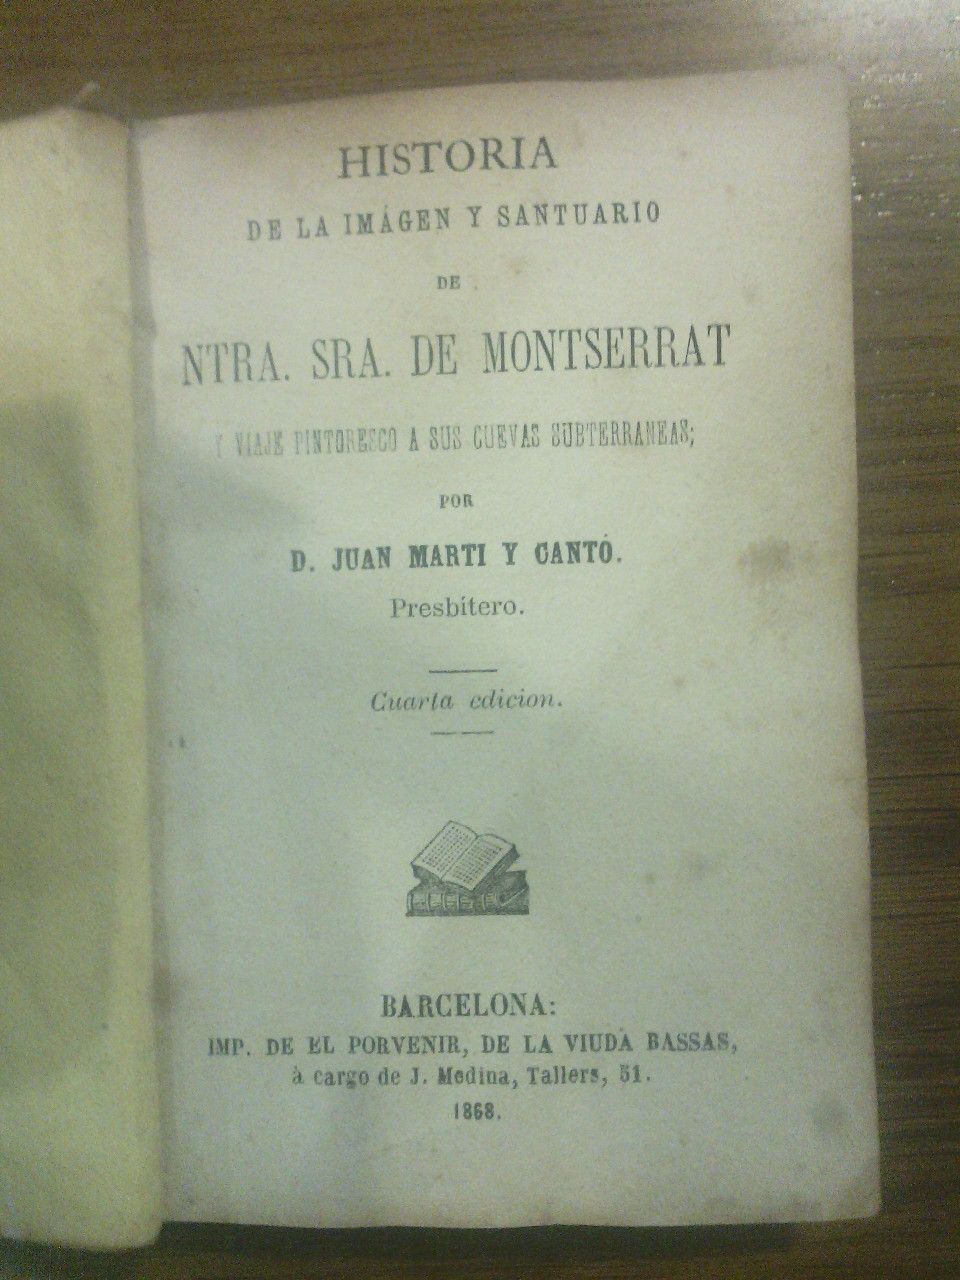 HISTORIA
DE LA IMÁGEN Y SANTUARIO
DE
NTRA. SRA. DE MONTSERRAT
Y VIAJE PINTORESCO A SUS CUEVAS SUBTERRANEAS;
POR
D. JUAN MARTI Y CANTÓ.
Presbítero.
Cuarta edicion.
BARCELONA:
IMP. DE EL PORVENIR, DE LA VIUDA BASSAS,
à cargo de J. Medina, Tallers, 51.
1868.